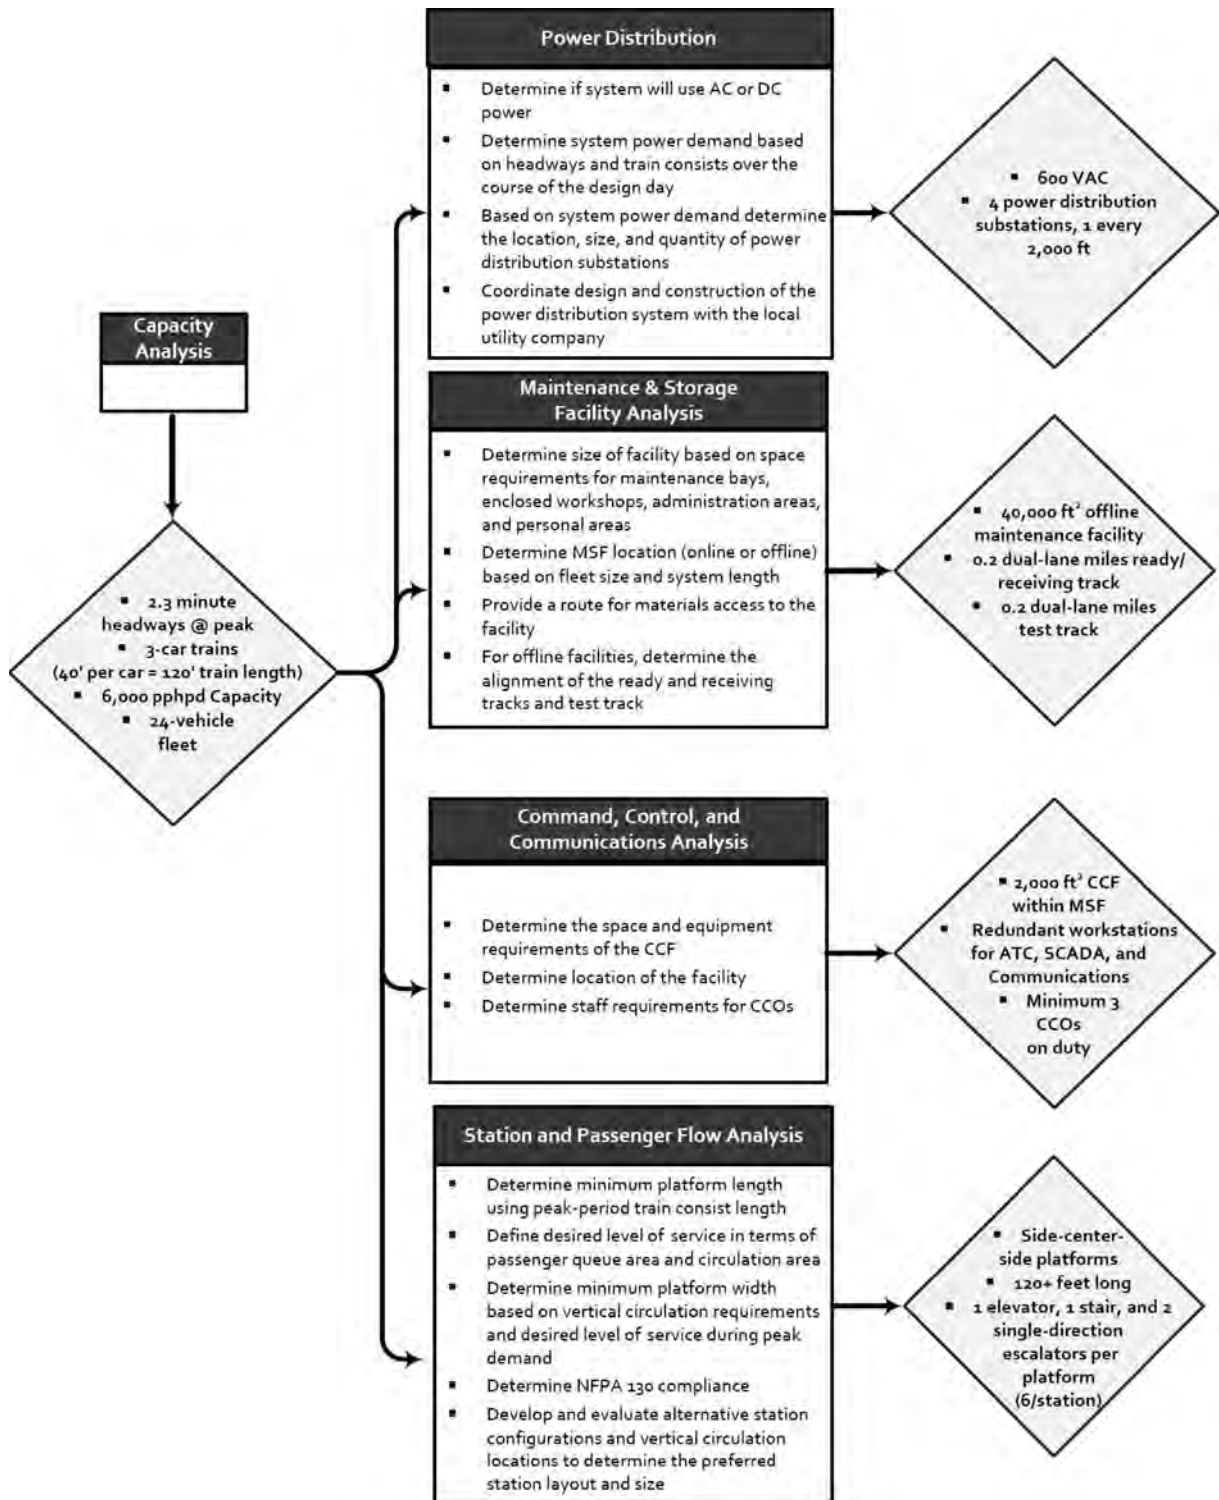 Capacity
Analysis
▪ 2.3 minute
headways @ peak
▪ 3-car trains
(40' per car = 120' train length)
▪ 6,000 pphpd Capacity
▪ 24-vehicle
fleet
Power Distribution
▪ Determine if system will use AC or DC
power
▪ Determine system power demand based
on headways and train consists over the
course of the design day
▪ Based on system power demand determine
the location, size, and quantity of power
distribution substations
▪ Coordinate design and construction of the
power distribution system with the local
utility company
▪ 600 VAC
▪ 4 power distribution
substations, 1 every
2,000 ft
Maintenance & Storage
Facility Analysis
▪ Determine size of facility based on space
requirements for maintenance bays,
enclosed workshops, administration areas,
and personal areas
▪ Determine MSF location (online or offline)
based on fleet size and system length
▪ Provide a route for materials access to the
facility
▪ For offline facilities, determine the
alignment of the ready and receiving
tracks and test track
▪ 40,000 ft² offline
maintenance facility
▪ 0.2 dual-lane miles ready/
receiving track
▪ 0.2 dual-lane miles
test track
Command, Control, and
Communications Analysis
▪ Determine the space and equipment
requirements of the CCF
▪ Determine location of the facility
▪ Determine staff requirements for CCOs
▪ 2,000 ft² CCF
within MSF
▪ Redundant workstations
for ATC, SCADA, and
Communications
▪ Minimum 3
CCOs
on duty
Station and Passenger Flow Analysis
▪ Determine minimum platform length
using peak-period train consist length
▪ Define desired level of service in terms of
passenger queue area and circulation area
▪ Determine minimum platform width
based on vertical circulation requirements
and desired level of service during peak
demand
▪ Determine NFPA 130 compliance
▪ Develop and evaluate alternative station
configurations and vertical circulation
locations to determine the preferred
station layout and size
▪ Side-center-
side platforms
▪ 120+ feet long
▪ 1 elevator, 1 stair, and 2
single-direction
escalators per
platform
(6/station)